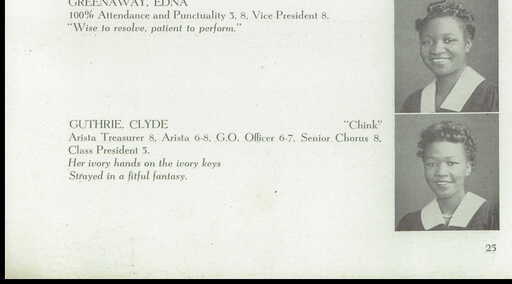 GREENAWAY, EDNA
100% Attendance and Punctuality 3, 8, Vice President 8.
"Wise to resolve, patient to perform."
GUTHRIE, CLYDE "Chink"
Arista Treasurer 8, Arista 6-8, G.O. Officer 6-7, Senior Chorus 8,
Class President 3.
Her ivory hands on the ivory keys
Strayed in a fitful fantasy.
25